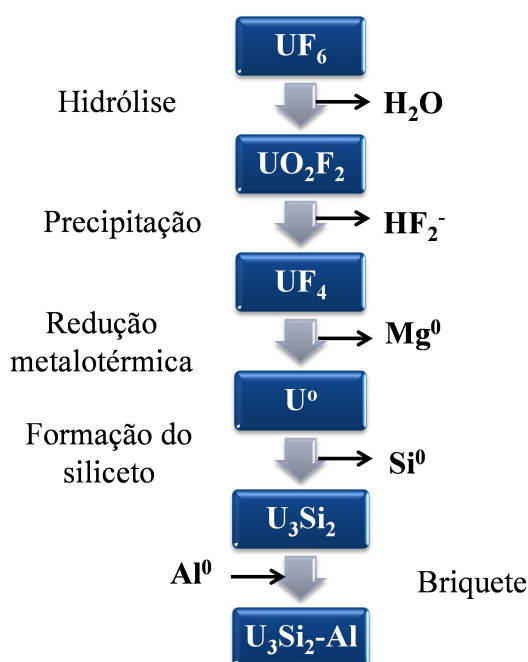 UF₆
Hidrólise
H₂O
UO₂F₂
Precipitação
HF₂⁻
UF₄
Redução
metalotérmica
Mg⁰
Uº
Formação do
siliceto
Si⁰
U₃Si₂
Al⁰
Briquete
U₃Si₂-Al